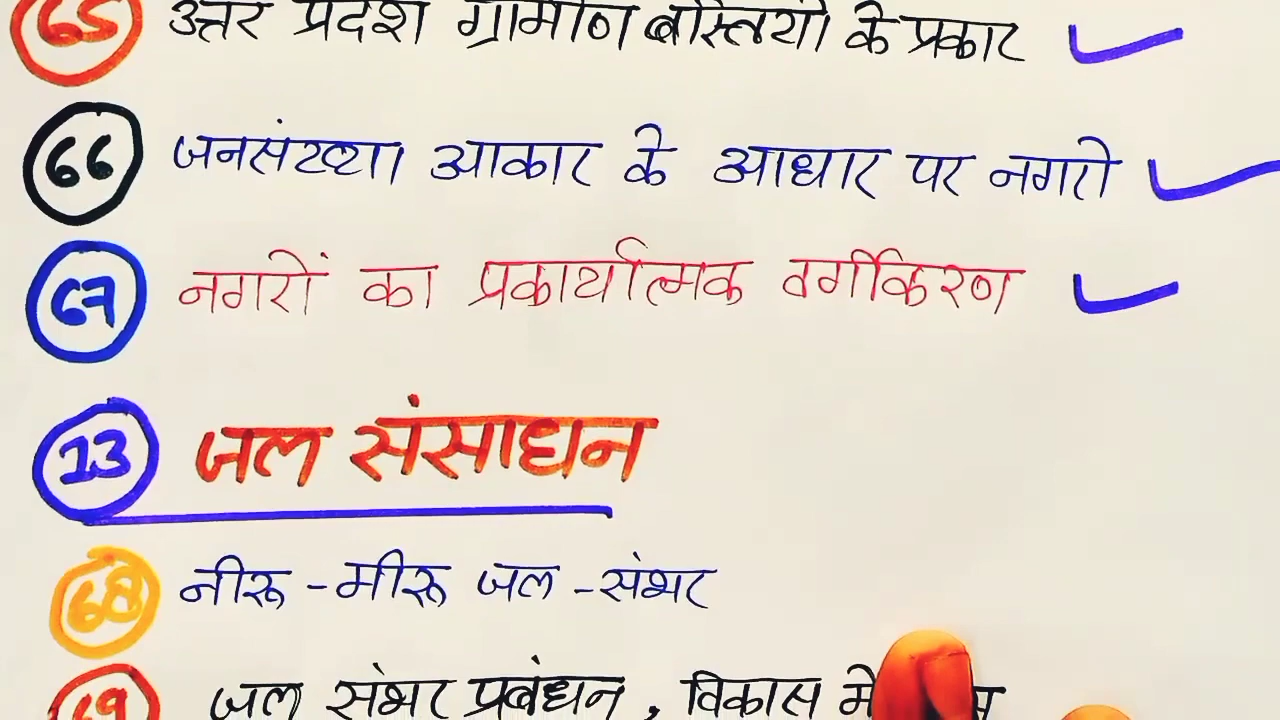 65 उत्तर प्रदेश ग्रामीण बस्तियों के प्रकार
66 जनसंख्या आकार के आधार पर नगरो
67 नगरों का प्रकार्यात्मक वर्गीकरण
13 जल संसाधन
68 नीरू - मीरू जल - संभर
69 जल संभर प्रबंधन , विकास में